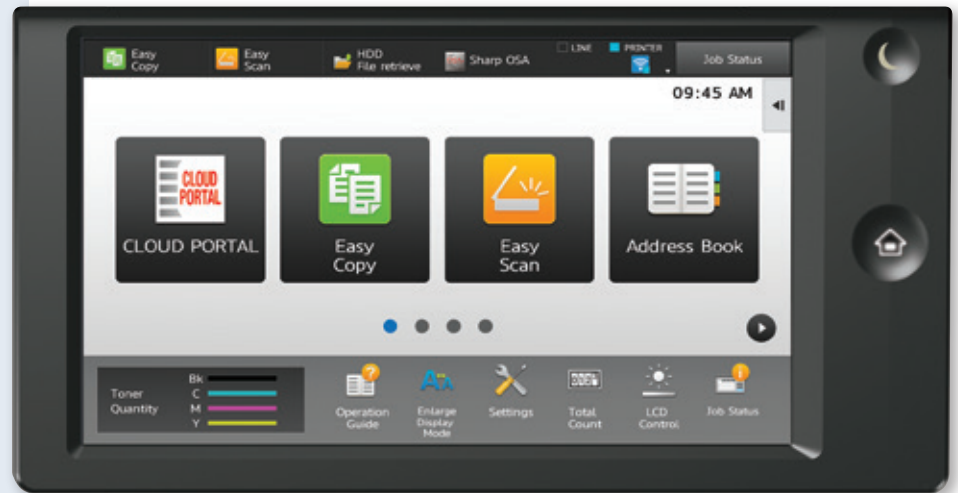 Easy
Copy
Easy
Scan
HDD
File retrieve
Sharp OSA
LINE
PRINTER
Job Status
09:45 AM
CLOUD
PORTAL
CLOUD PORTAL
Easy
Copy
Easy
Scan
Address Book
Toner
Quantity
Bk
C
M
Y
Operation
Guide
Enlarge
Display
Mode
Settings
Total
Count
LCD
Control
Job Status